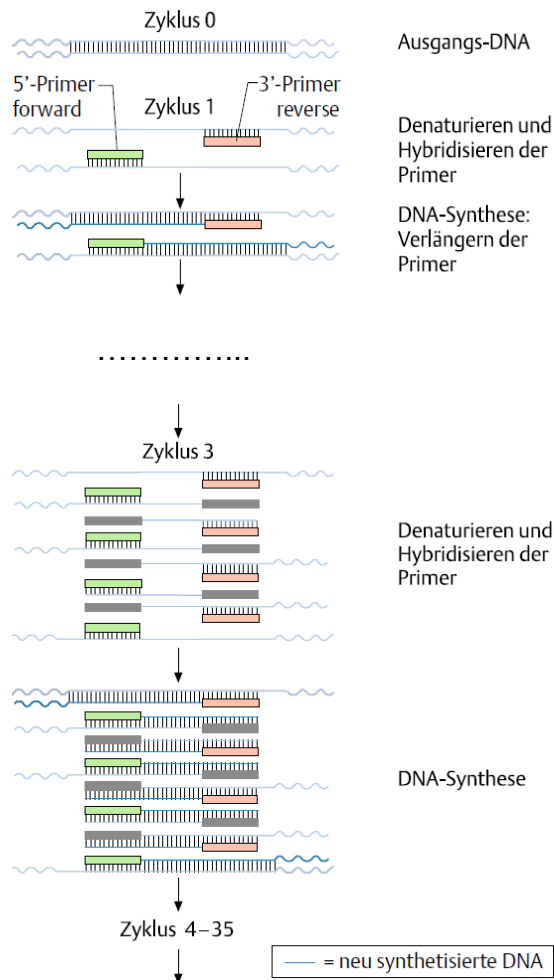 Zyklus 0
Ausgangs-DNA
5’-Primer
forward
Zyklus 1
3’-Primer
reverse
Denaturieren und
Hybridisieren der
Primer
DNA-Synthese:
Verlängern der
Primer
...............
Zyklus 3
Denaturieren und
Hybridisieren der
Primer
DNA-Synthese
Zyklus 4–35
= neu synthetisierte DNA